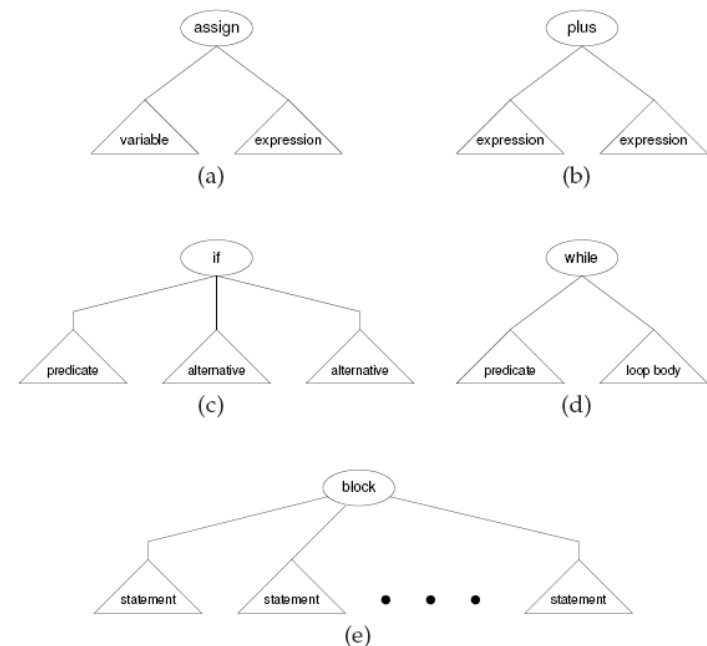 assign plus
variable expression expression expression
(a) (b)
if while
predicate alternative alternative predicate loop body
(c) (d)
block
statement statement statement
(e)